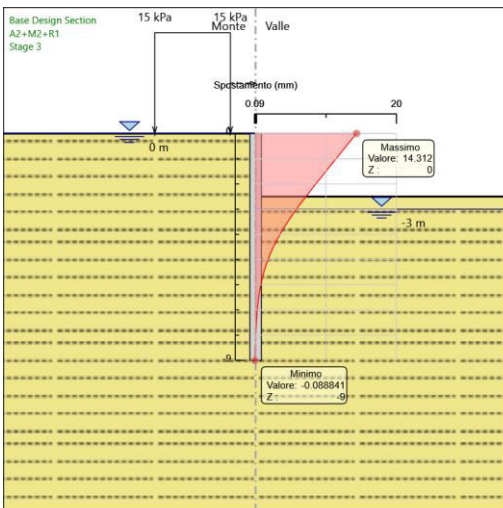 Base Design Section
A2+M2+R1
Stage 3
15 kPa
15 kPa
Monte
Valle
Spostamento (mm)
0.09
20
0 m
Massimo
Valore: 14.312
Z : 0
-3 m
-9
Minimo
Valore: -0.088841
Z : -9